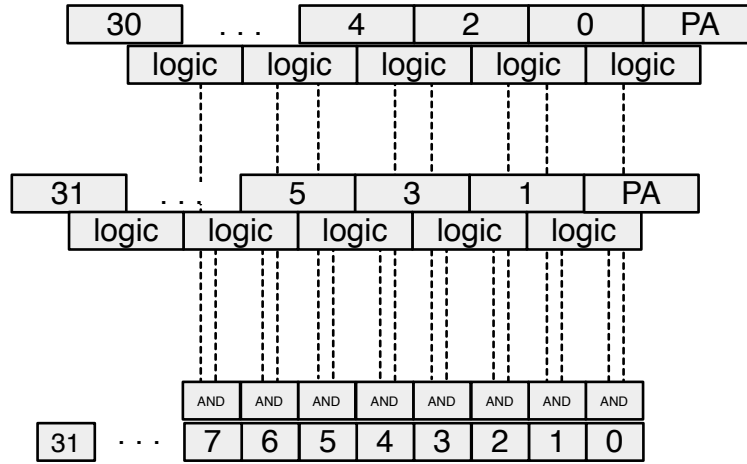 30 . . . 4 2 0 PA
logic logic logic logic logic
31 . . . 5 3 1 PA
logic logic logic logic logic
AND AND AND AND AND AND AND AND
31 . . . 7 6 5 4 3 2 1 0